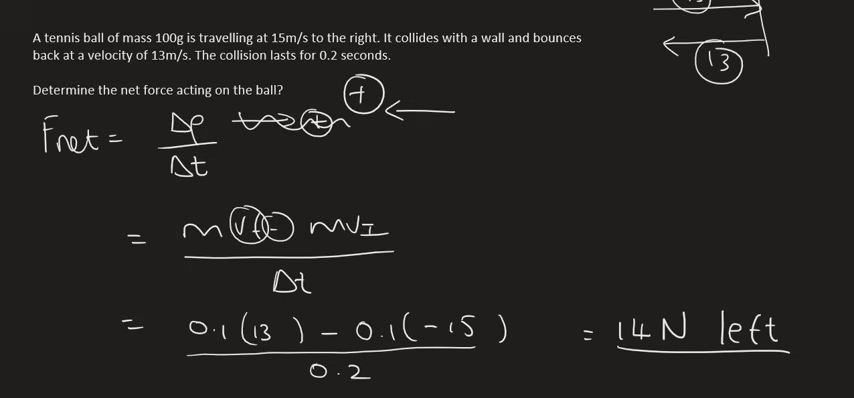 A tennis ball of mass 100g is travelling at 15m/s to the right. It collides with a wall and bounces
back at a velocity of 13m/s. The collision lasts for 0.2 seconds.
13
Determine the net force acting on the ball?
+
Fnet = Δp
Δt
= mvf - mvI
Δt
= 0.1(13) - 0.1(-15) = 14N left
0.2